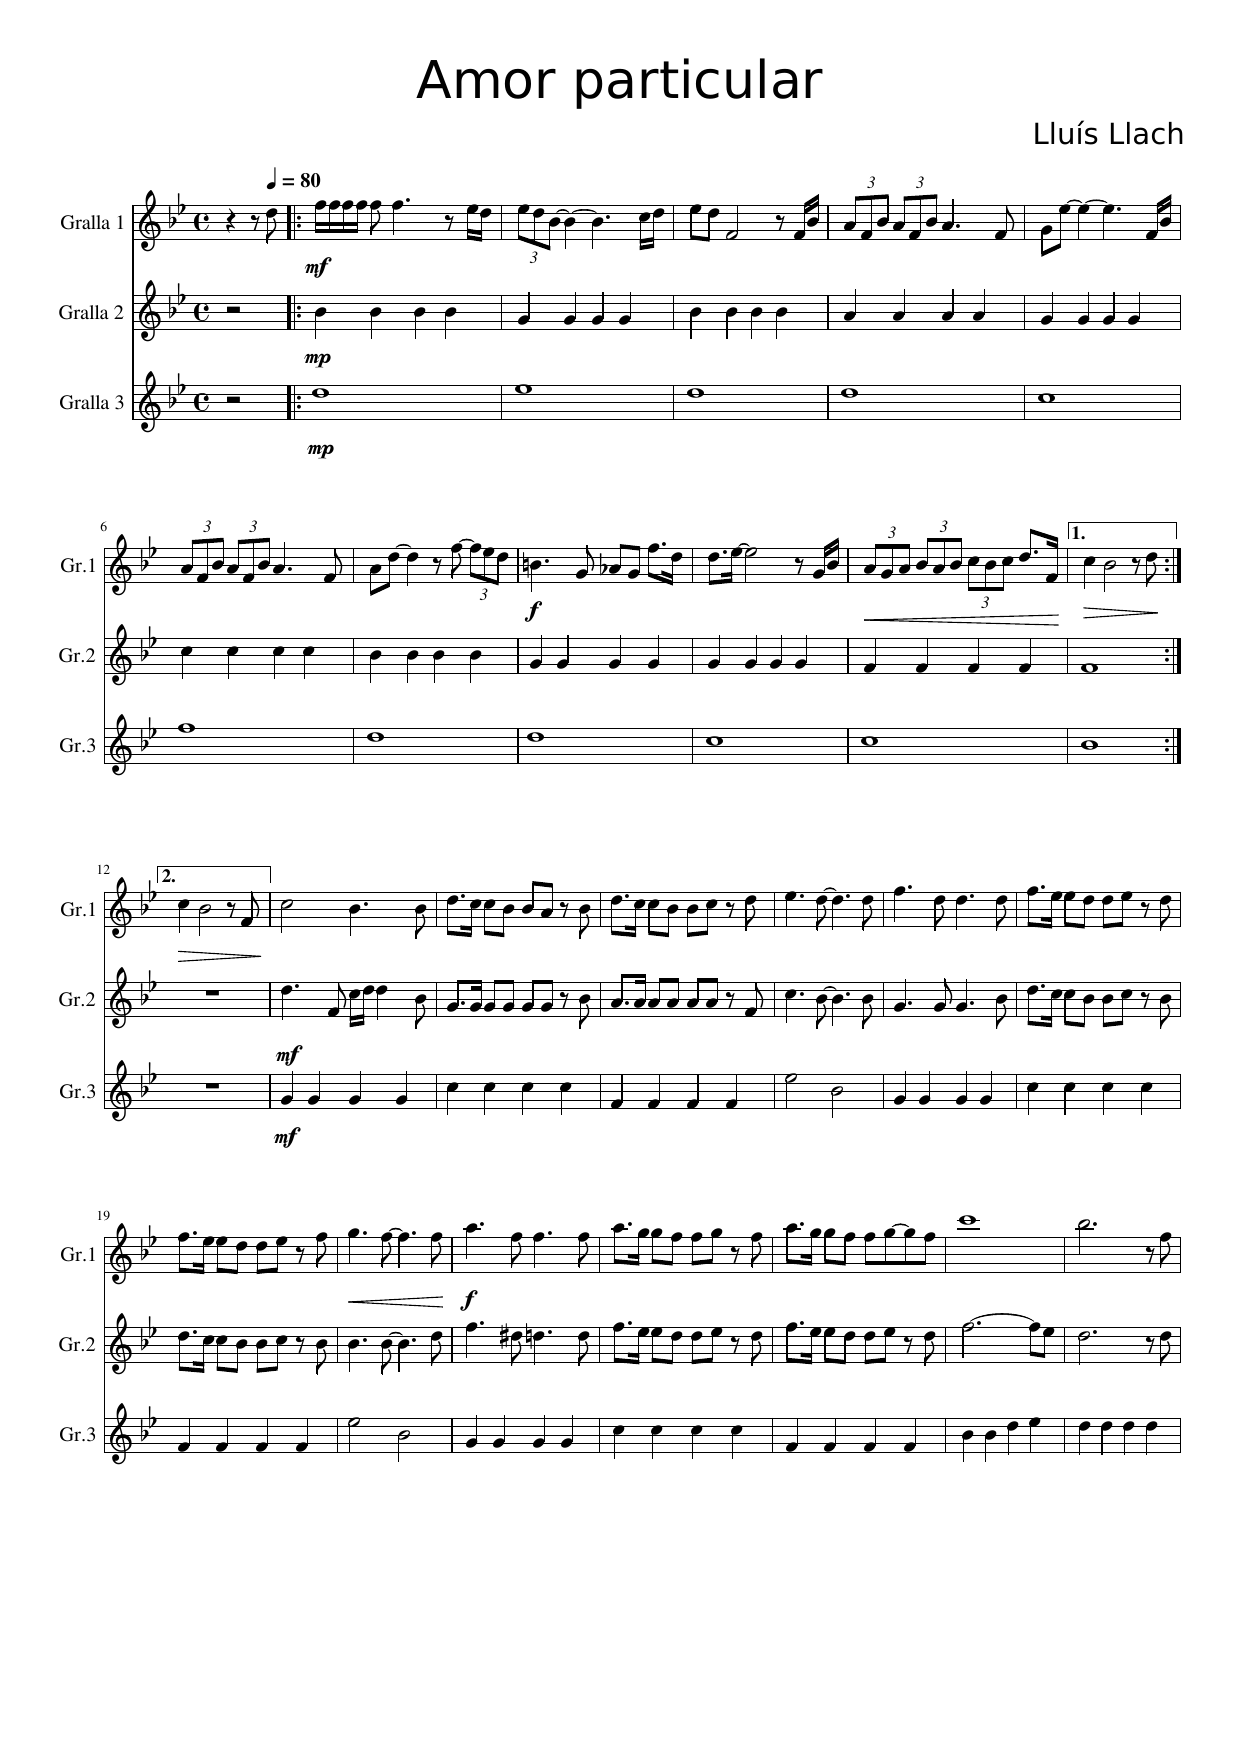 Amor particular
Lluís Llach
♩ = 80
Gralla 1
3 3
3
mf
Gralla 2
mp
Gralla 3
mp
6
3 3 3 3
Gr.1
3 3
f
Gr.2
1.
Gr.3
12
2.
Gr.1
Gr.2
mf
Gr.3
mf
19
Gr.1
f
Gr.2
Gr.3